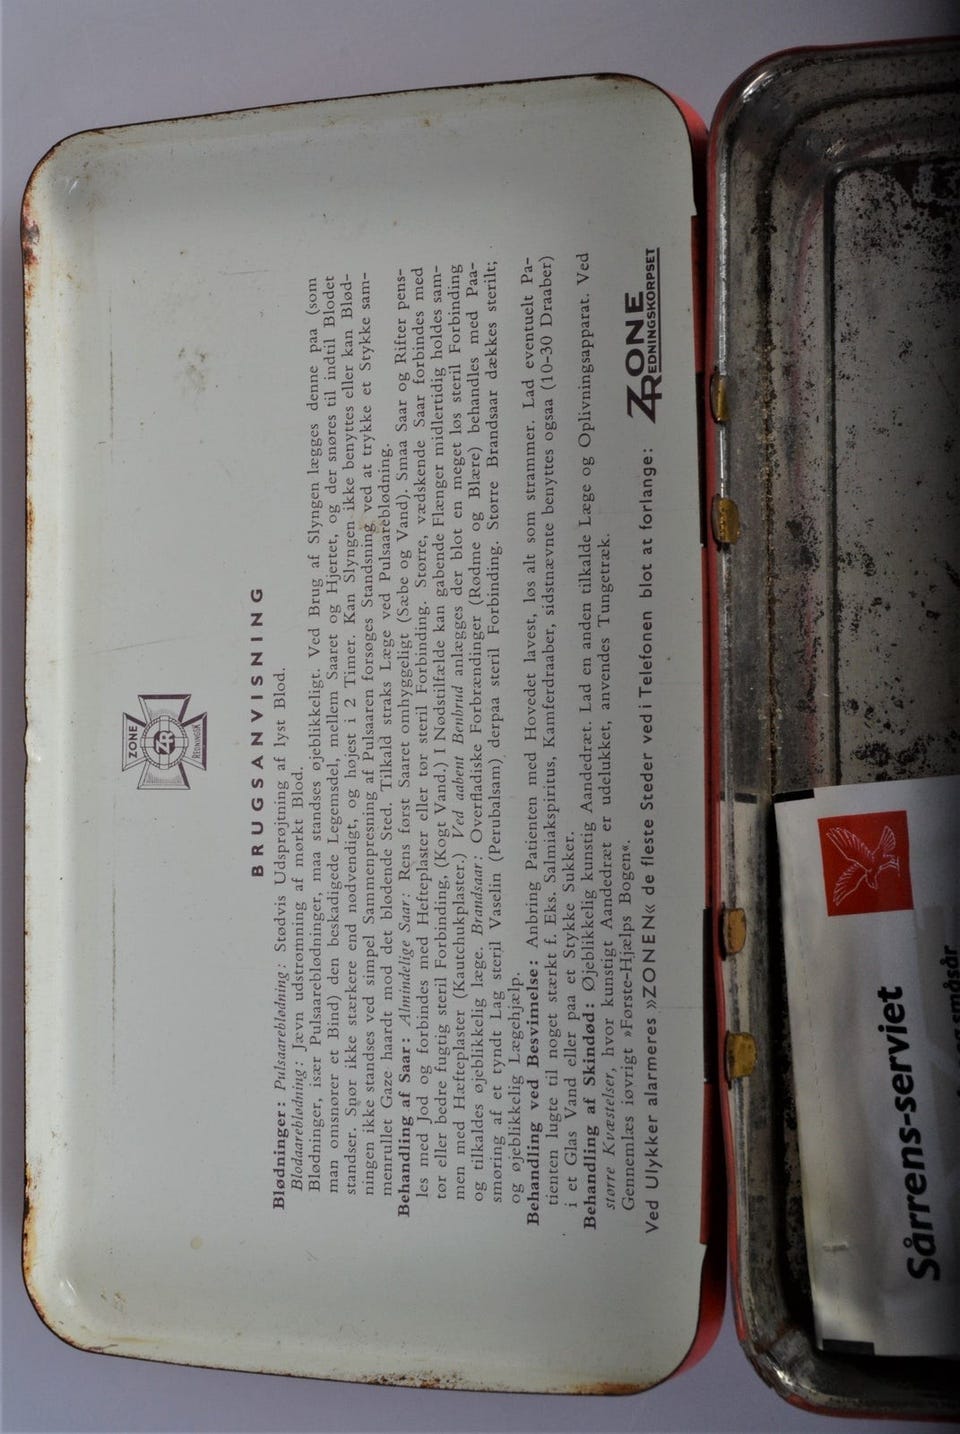 ZONE
ZR
REDNINGSK
BRUGSANVISNING
Blødninger: Pulsaareblødning: Stødvis Udsprøjtning af lyst Blod.
Blodaareblødning: Jævn udstrømning af mørkt Blod.
Blødninger, især Pulsaareblødninger, maa standses øjeblikkeligt. Ved Brug af Slyngen lægges denne paa (som
man omsnører et Bind) den beskadigede Legemsdel, mellem Saaret og Hjertet, og der snøres til indtil Blodet
standser. Snor ikke stærkere end nødvendigt, og højest i 2 Timer. Kan Slyngen ikke benyttes eller kan Blød-
ningen ikke standses ved simpel Sammenpresning af Pulsaaren forsøges Standsning ved at trykke et Stykke sam-
menrullet Gaze haardt mod det blødende Sted. Tilkald straks Læge ved Pulsaareblødning.
Behandling af Saar: Almindelige Saar: Rens først Saaret omhyggeligt (Sæbe og Vand). Smaa Saar og Rifter pens-
les med Jod og forbindes med Hefteplaster eller tør steril Forbinding. Større, vædskende Saar forbindes med
tør eller bedre fugtig steril Forbinding, (Kogt Vand.) I Nødstilfælde kan gabende Flænger midlertidig holdes sam-
men med Hæfteplaster (Kautchukplaster.) Ved aabent Benbrud anlægges der blot en meget løs steril Forbinding
og tilkaldes øjeblikkelig læge. Brandsaar: Overfladiske Forbrændinger (Rødme og Blære) behandles med Paa-
smøring af et tyndt Lag steril Vaselin (Perubalsam) derpaa steril Forbinding. Større Brandsaar dækkes sterilt;
og øjeblikkelig Lægehjælp.
Behandling ved Besvimelse: Anbring Patienten med Hovedet lavest, løs alt som strammer. Lad eventuelt Pa-
tienten lugte til noget stærkt f. Eks. Salmiakspiritus, Kamferdraaber, sidstnævnte benyttes ogsaa (10-30 Draaber)
i et Glas Vand eller paa et Stykke Sukker.
Behandling af Skindød: Øjeblikkelig kunstig Aandedræt. Lad en anden tilkalde Læge og Oplivningsapparat. Ved
større Kvæstelser, hvor kunstigt Aandedræt er udelukket, anvendes Tungetræk.
Gennemlæs iøvrigt »Første-Hjælps Bogen«.
Ved Ulykker alarmeres »ZONEN« de fleste Steder ved i Telefonen blot at forlange: ZONE REDNINGSKORPSET
Sårrens-serviet
småsår